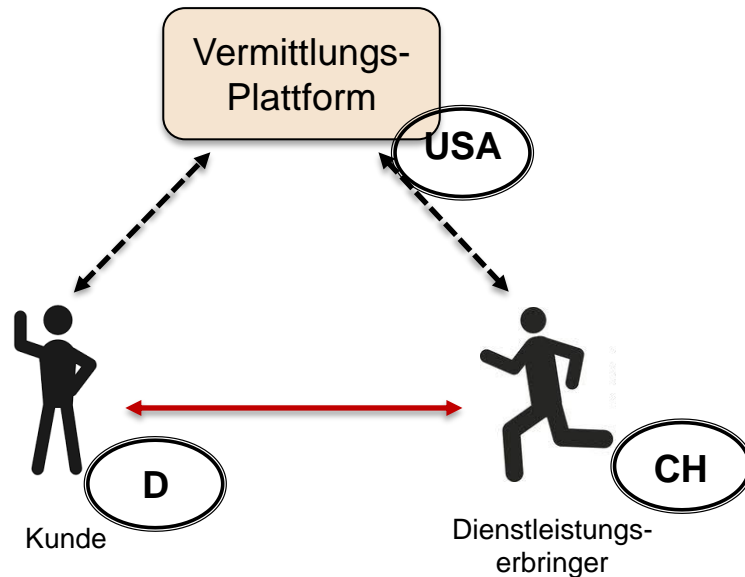 Vermittlungs-
Plattform
USA
D
CH
Kunde
Dienstleistungs-
erbringer